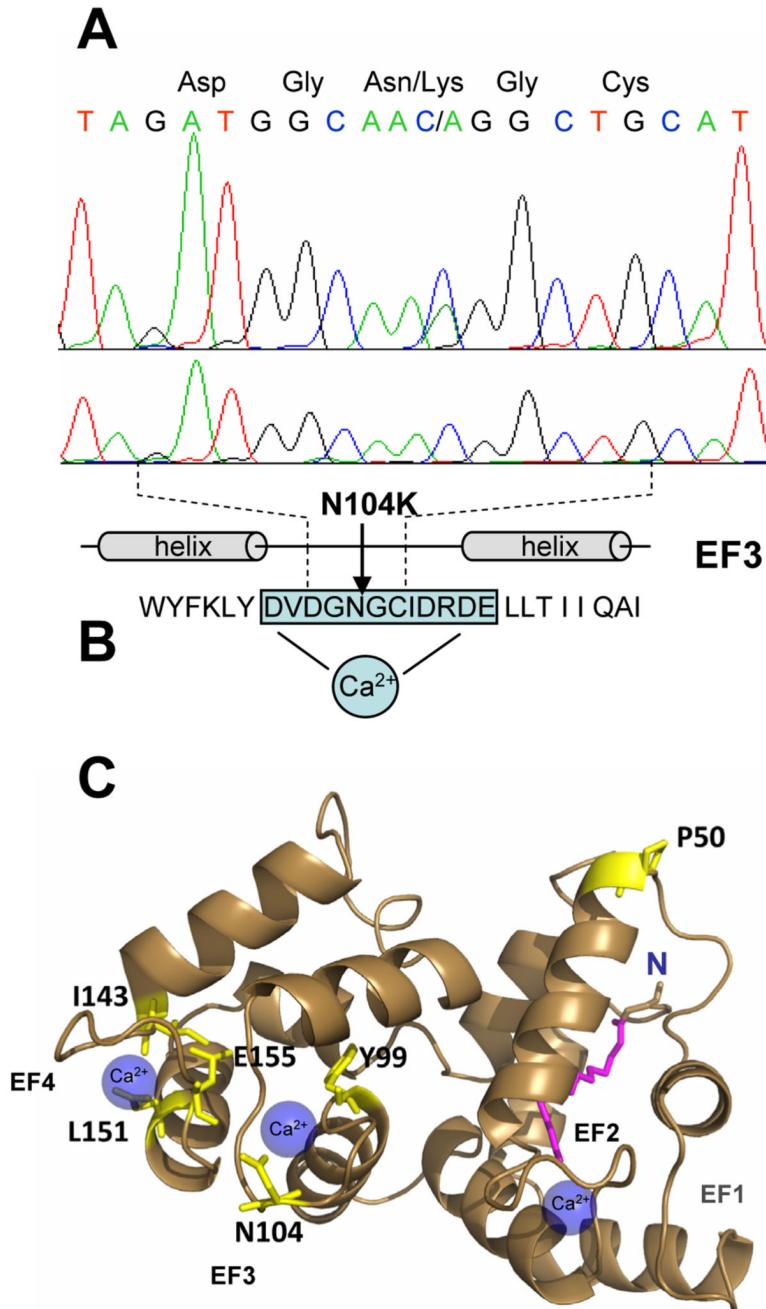 A
Asp Gly Asn/Lys Gly Cys
T A G A T G G C A A C/A G G C T G C A T
N104K
helix helix EF3
WYFKLY DVDGNGCIDRDE LLT I I QAI
B
Ca2+
C
P50
N
I143
E155 Y99
EF4 Ca2+
L151 Ca2+
EF2
Ca2+ EF1
N104
EF3